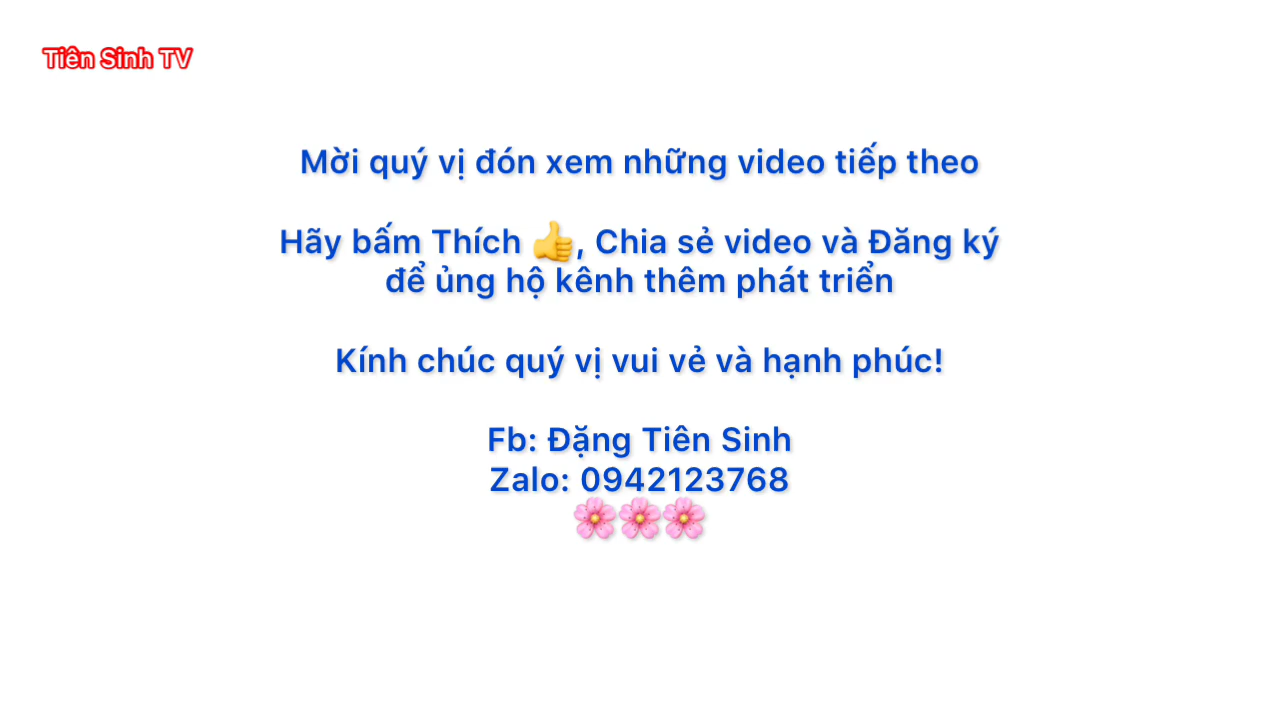 Tiên Sinh TV
Mời quý vị đón xem những video tiếp theo
Hãy bấm Thích 👍, Chia sẻ video và Đăng ký
để ủng hộ kênh thêm phát triển
Kính chúc quý vị vui vẻ và hạnh phúc!
Fb: Đặng Tiên Sinh
Zalo: 0942123768
🌸🌸🌸